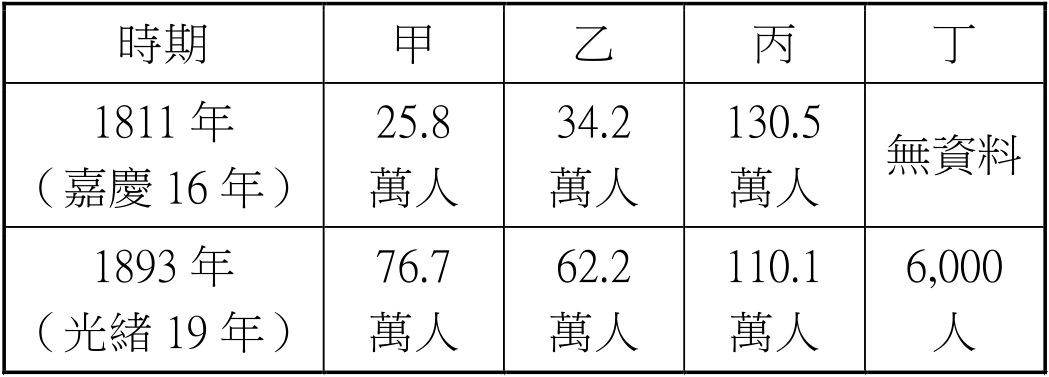 時期 甲 乙 丙 丁
1811 年 25.8 34.2 130.5 無資料
（嘉慶 16 年） 萬人 萬人 萬人
1893 年 76.7 62.2 110.1 6,000
（光緒 19 年） 萬人 萬人 萬人 人